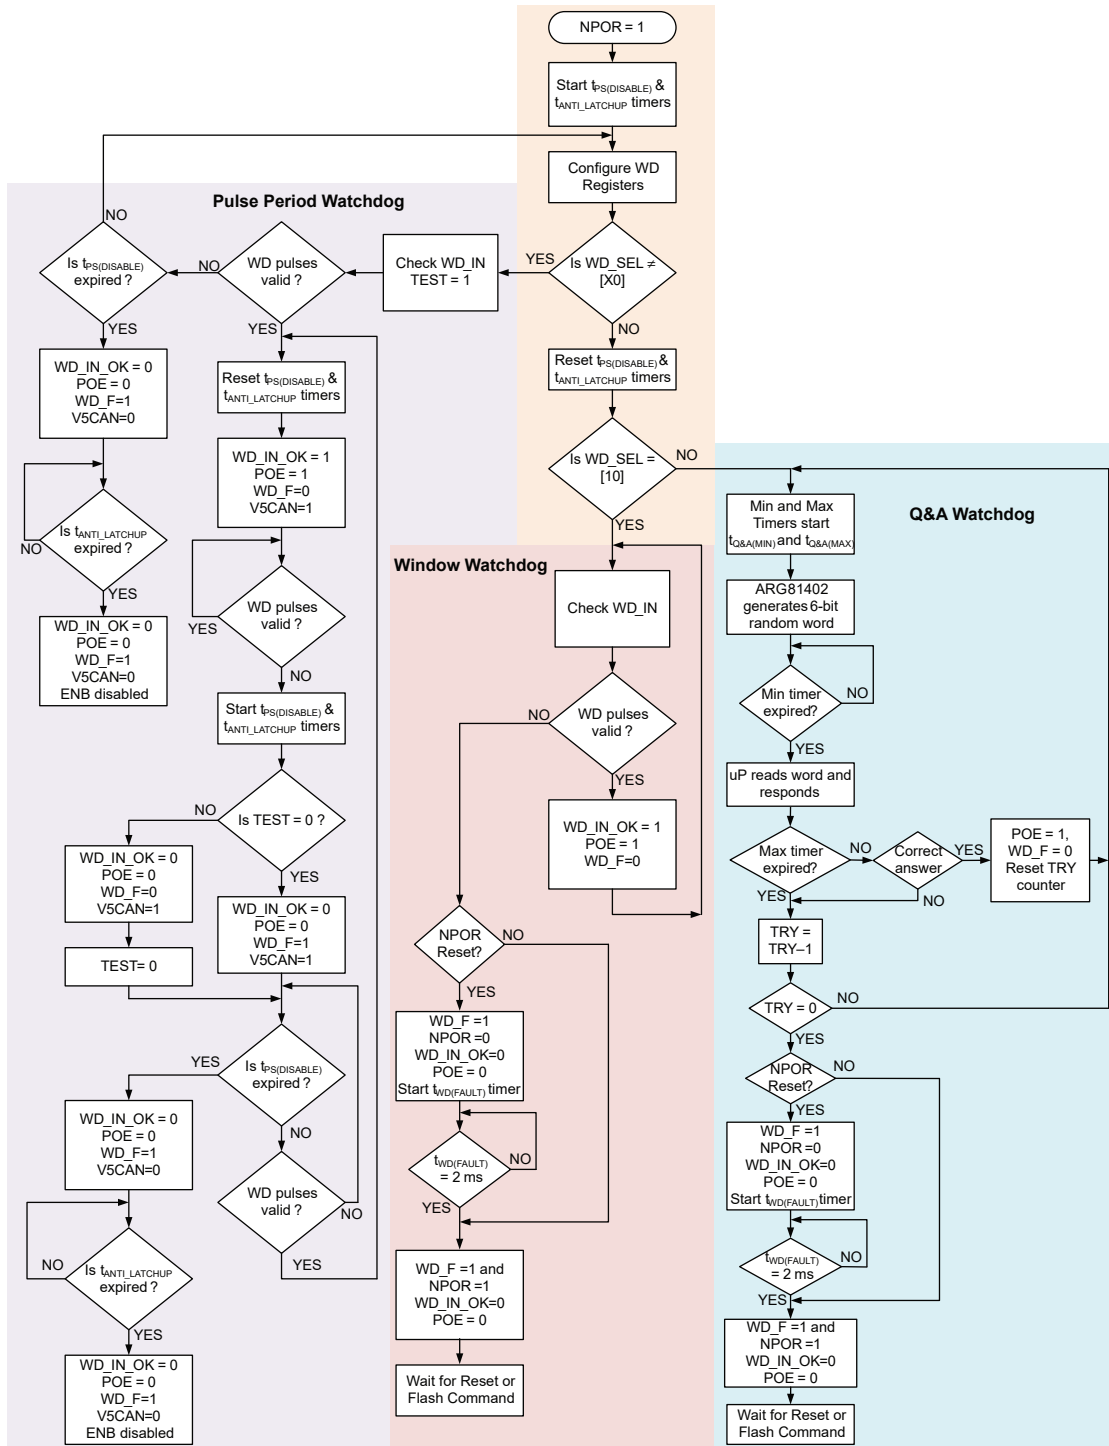 NPOR = 1
Start tPS(DISABLE) &
tANTI_LATCHUP timers
Configure WD
Registers
Is WD_SEL ≠
[X0]
YES
NO
Reset tPS(DISABLE) &
tANTI_LATCHUP timers
Is WD_SEL =
[10]
NO
YES
Pulse Period Watchdog
Check WD_IN
TEST = 1
WD pulses
valid ?
NO
YES
Is tPS(DISABLE)
expired ?
NO
YES
WD_IN_OK = 0
POE = 0
WD_F=1
V5CAN=0
Is tANTI_LATCHUP
expired ?
NO
YES
WD_IN_OK = 0
POE = 0
WD_F=1
V5CAN=0
ENB disabled
Reset tPS(DISABLE) &
tANTI_LATCHUP timers
WD_IN_OK = 1
POE = 1
WD_F=0
V5CAN=1
WD pulses
valid ?
YES
NO
Start tPS(DISABLE) &
tANTI_LATCHUP timers
Is TEST = 0 ?
NO
YES
WD_IN_OK = 0
POE = 0
WD_F=0
V5CAN=1
TEST= 0
WD_IN_OK = 0
POE = 0
WD_F=1
V5CAN=1
Is tPS(DISABLE)
expired ?
YES
NO
WD pulses
valid ?
NO
YES
WD_IN_OK = 0
POE = 0
WD_F=1
V5CAN=0
Is tANTI_LATCHUP
expired ?
NO
YES
WD_IN_OK = 0
POE = 0
WD_F=1
V5CAN=0
ENB disabled
Window Watchdog
Check WD_IN
WD pulses
valid ?
NO
YES
WD_IN_OK = 1
POE = 1
WD_F=0
NPOR
Reset?
NO
YES
WD_F=1
NPOR =0
WD_IN_OK=0
POE = 0
Start tWD(FAULT) timer
tWD(FAULT)
= 2 ms
NO
YES
WD_F =1 and
NPOR =1
WD_IN_OK=0
POE = 0
Wait for Reset or
Flash Command
Q&A Watchdog
Min and Max
Timers start
tQ&A(MIN) and tQ&A(MAX)
ARG81402
generates 6-bit
random word
Min timer
expired?
NO
YES
uP reads word and
responds
Max timer
expired?
NO
YES
Correct
answer
YES
NO
POE = 1,
WD_F = 0
Reset TRY
counter
TRY =
TRY–1
TRY = 0
NO
YES
NPOR
Reset?
NO
YES
WD_F =1
NPOR=0
WD_IN_OK=0
POE = 0
Start tWD(FAULT) timer
tWD(FAULT)
= 2 ms
NO
YES
WD_F =1 and
NPOR =1
WD_IN_OK=0
POE = 0
Wait for Reset or
Flash Command